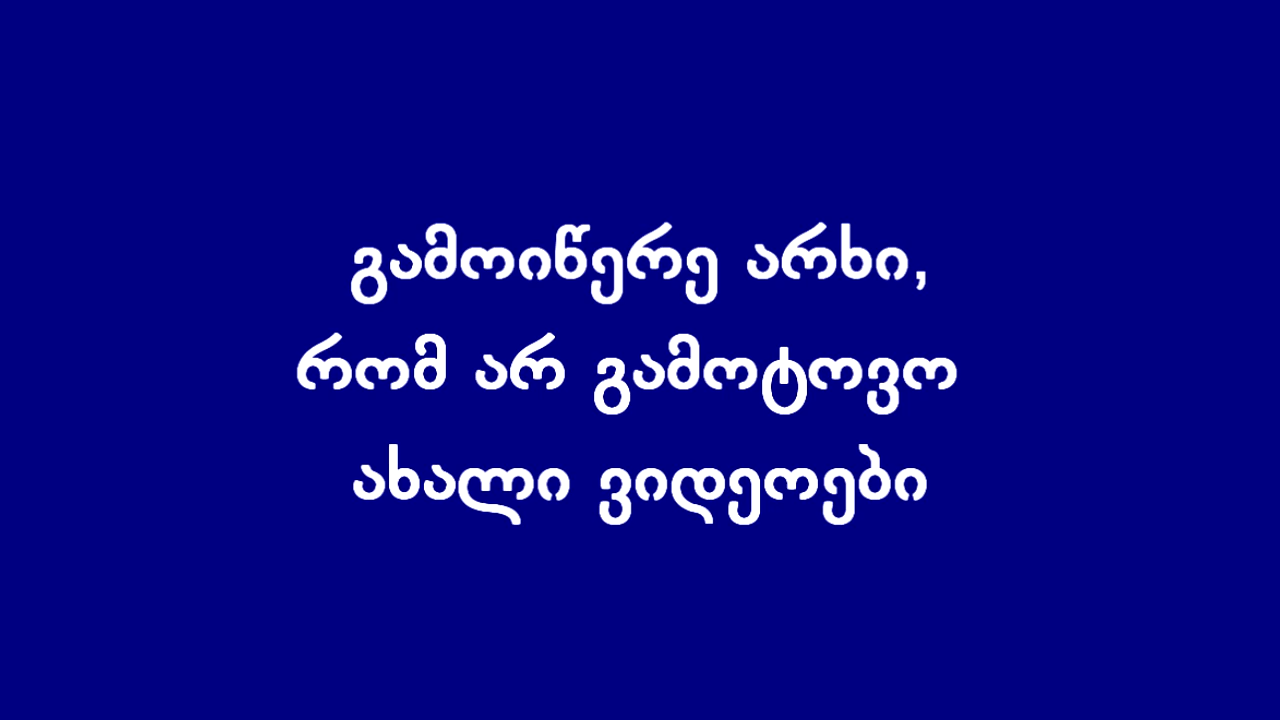 გამოიწერე არხი,
რომ არ გამოტოვო
ახალი ვიდეოები